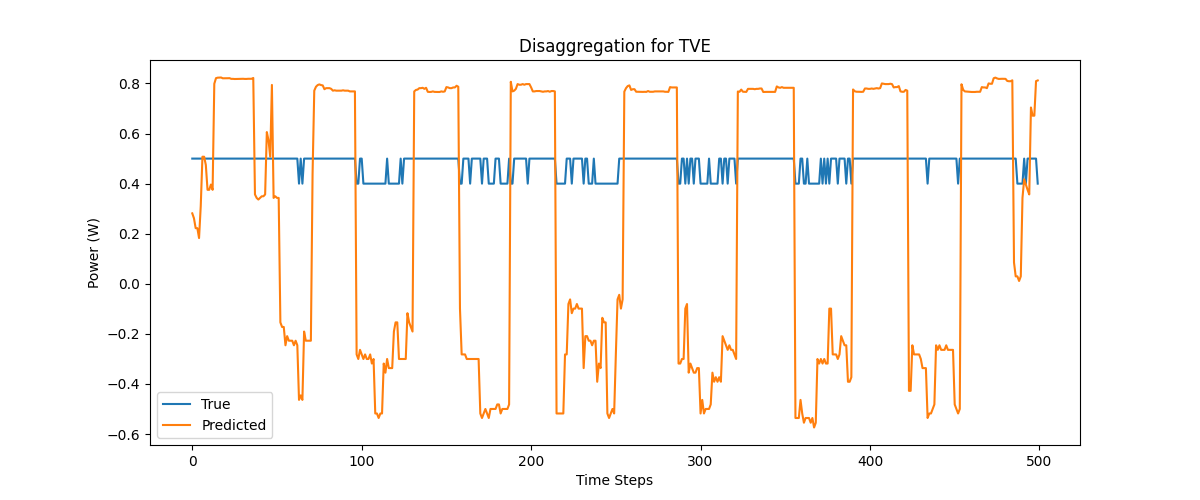 Disaggregation for TVE
Power (W)
0.8
0.6
0.4
0.2
0.0
−0.2
−0.4
−0.6
True
Predicted
0 100 200 300 400 500
Time Steps